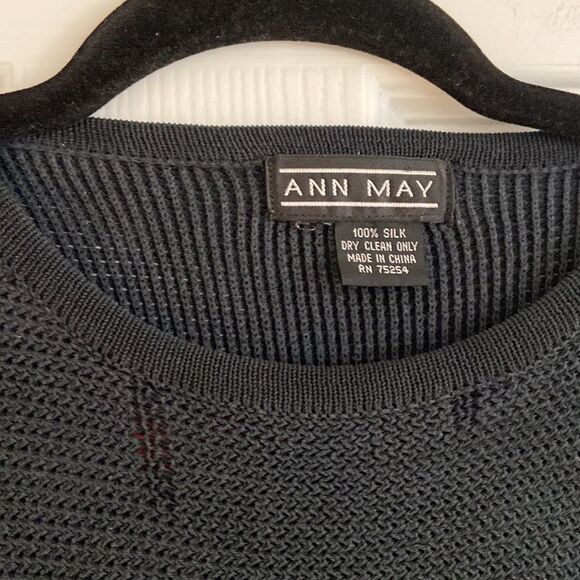 ANN MAY
100% SILK
DRY CLEAN ONLY
MADE IN CHINA
RN 75254